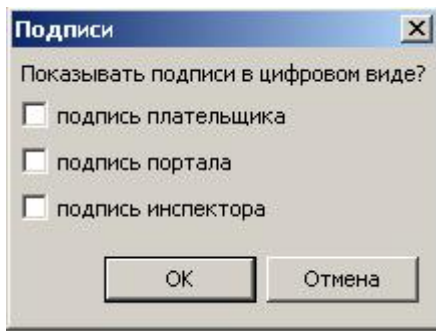 Подписи
Показывать подписи в цифровом виде?
подпись плательщика
подпись портала
подпись инспектора
OK
Отмена